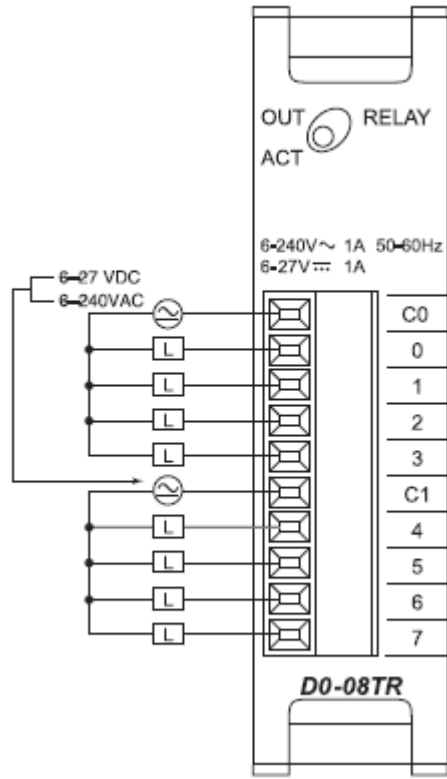 OUT RELAY
ACT
6-240V~ 1A 50-60Hz
6-27V⎓ 1A
6-27 VDC
6-240VAC
C0
L 0
L 1
L 2
L 3
C1
L 4
L 5
L 6
L 7
D0-08TR